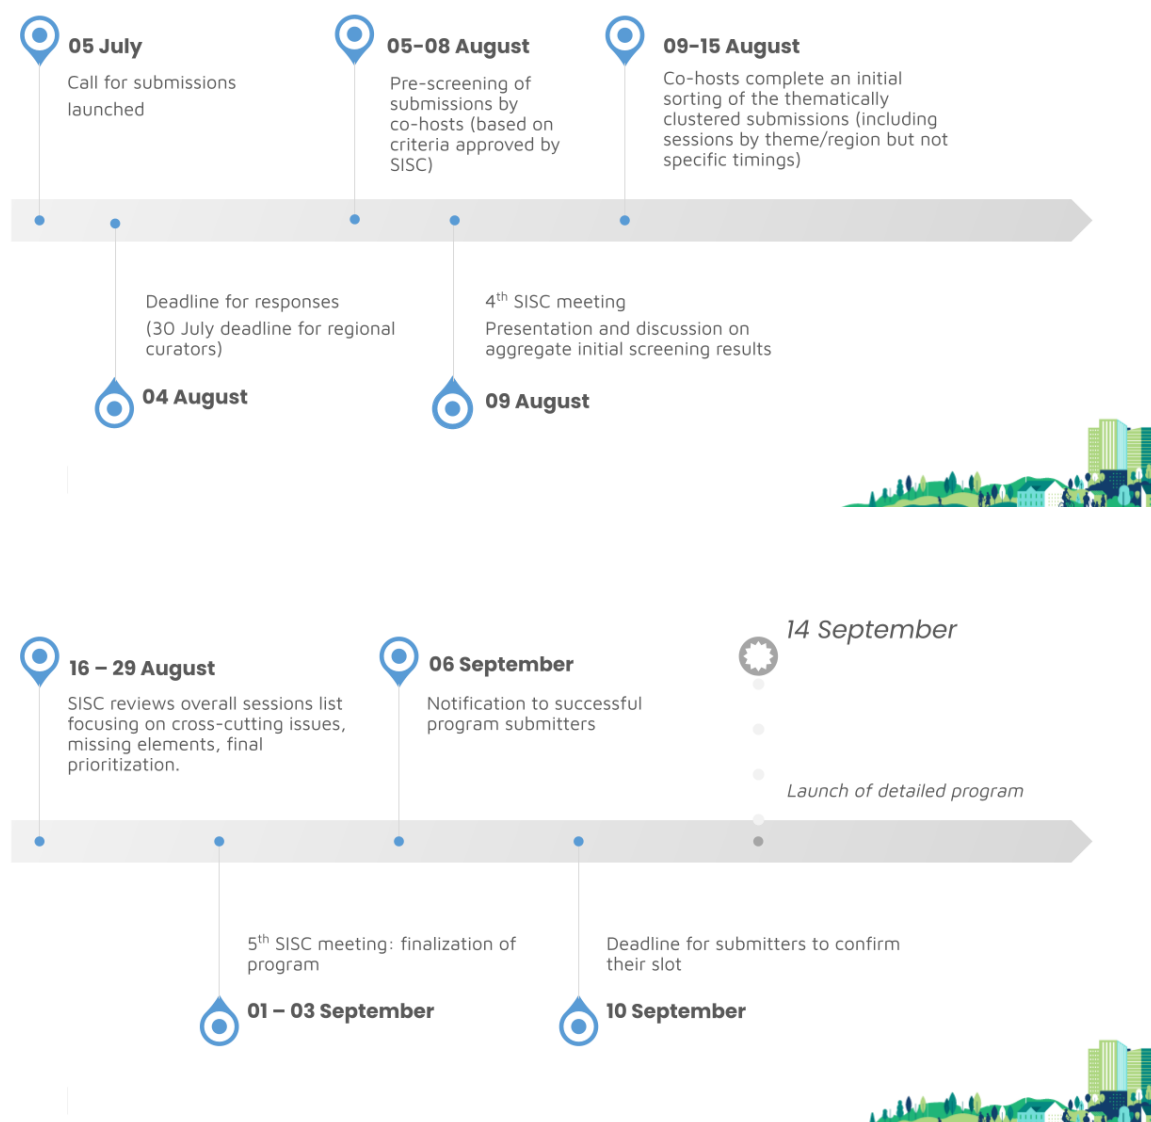 05 July
Call for submissions
launched
05-08 August
Pre-screening of
submissions by
co-hosts (based on
criteria approved by
SISC)
09-15 August
Co-hosts complete an initial
sorting of the thematically
clustered submissions (including
sessions by theme/region but not
specific timings)
Deadline for responses
(30 July deadline for regional
curators)
04 August
4th SISC meeting
Presentation and discussion on
aggregate initial screening results
09 August
16 – 29 August
SISC reviews overall sessions list
focusing on cross-cutting issues,
missing elements, final
prioritization.
06 September
Notification to successful
program submitters
14 September
Launch of detailed program
5th SISC meeting: finalization of
program
01 – 03 September
Deadline for submitters to confirm
their slot
10 September